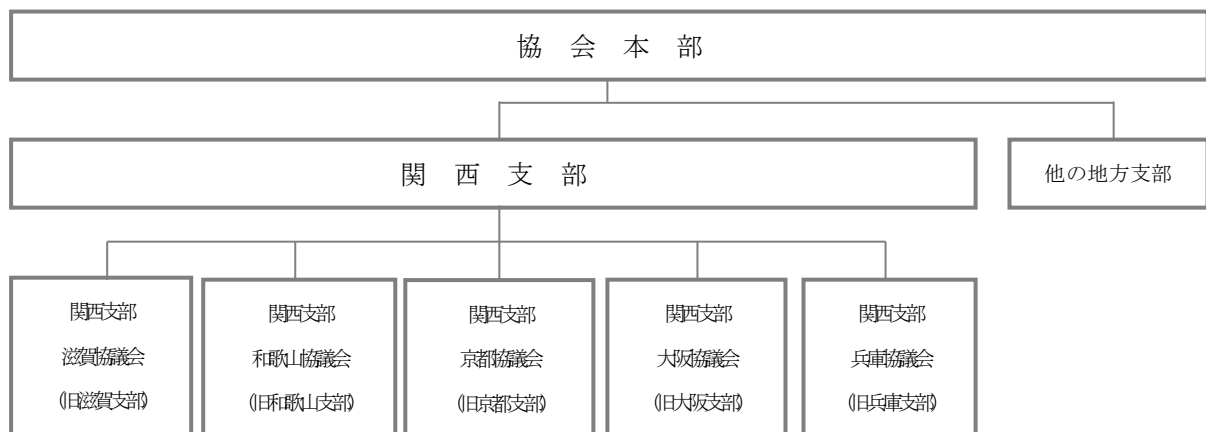 協 会 本 部
関 西 支 部
他の地方支部
関西支部
滋賀協議会
(旧滋賀支部)
関西支部
和歌山協議会
(旧和歌山支部)
関西支部
京都協議会
(旧京都支部)
関西支部
大阪協議会
(旧大阪支部)
関西支部
兵庫協議会
(旧兵庫支部)